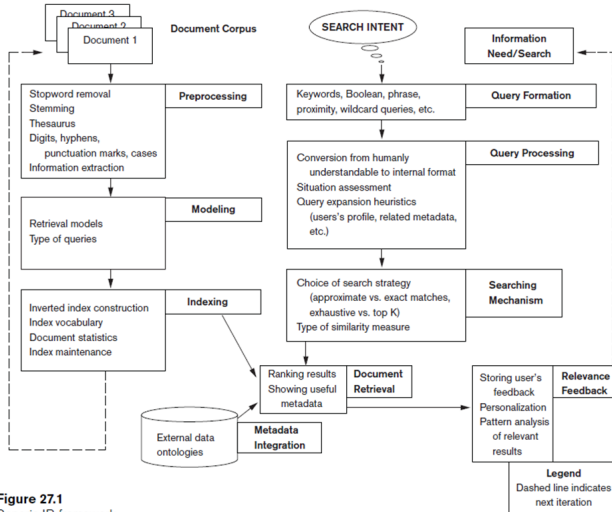 Document 3
Document 2
Document 1
Document Corpus
SEARCH INTENT
Information
Need/Search
Stopword removal
Stemming
Thesaurus
Digits, hyphens,
punctuation marks, cases
Information extraction
Preprocessing
Keywords, Boolean, phrase,
proximity, wildcard queries, etc.
Query Formation
Conversion from humanly
understandable to internal format
Situation assessment
Query expansion heuristics
(users's profile, related metadata,
etc.)
Query Processing
Retrieval models
Type of queries
Modeling
Choice of search strategy
(approximate vs. exact matches,
exhaustive vs. top K)
Type of similarity measure
Searching
Mechanism
Inverted index construction
Index vocabulary
Document statistics
Index maintenance
Indexing
Ranking results
Showing useful
metadata
Document
Retrieval
Storing user's
feedback
Personalization
Pattern analysis
of relevant
results
Relevance
Feedback
External data
ontologies
Metadata
Integration
Legend
Dashed line indicates
next iteration
Figure 27.1